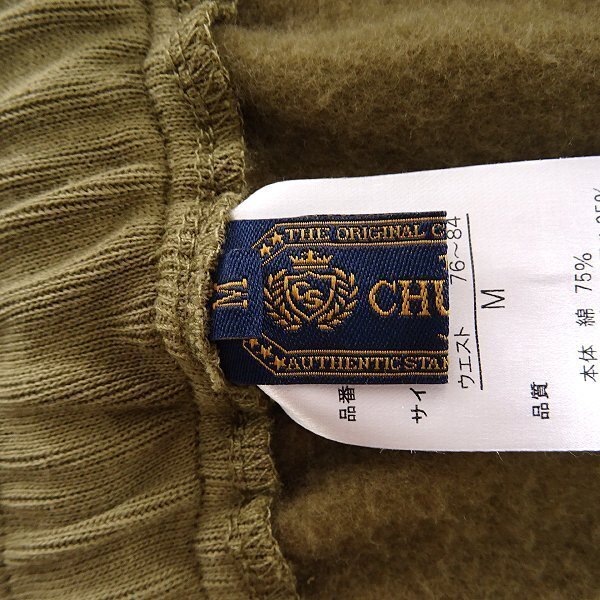 THE ORIGINAL C
CS
CHU
AUTHENTIC STAN
M
品番
サイ
ウエスト 76～84
M
品質
本体 綿 75%